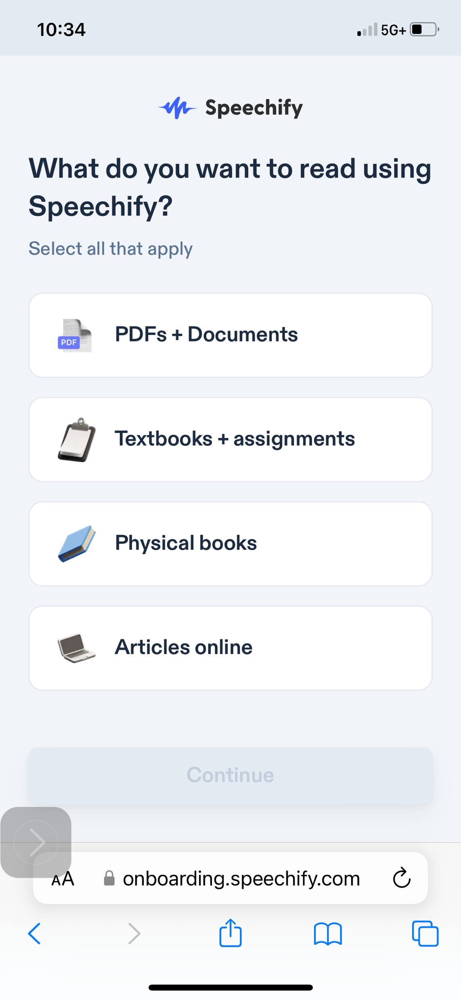 10:34
5G+
Speechify
What do you want to read using
Speechify?
Select all that apply
PDF
PDFs + Documents
Textbooks + assignments
Physical books
Articles online
Continue
AA
onboarding.speechify.com